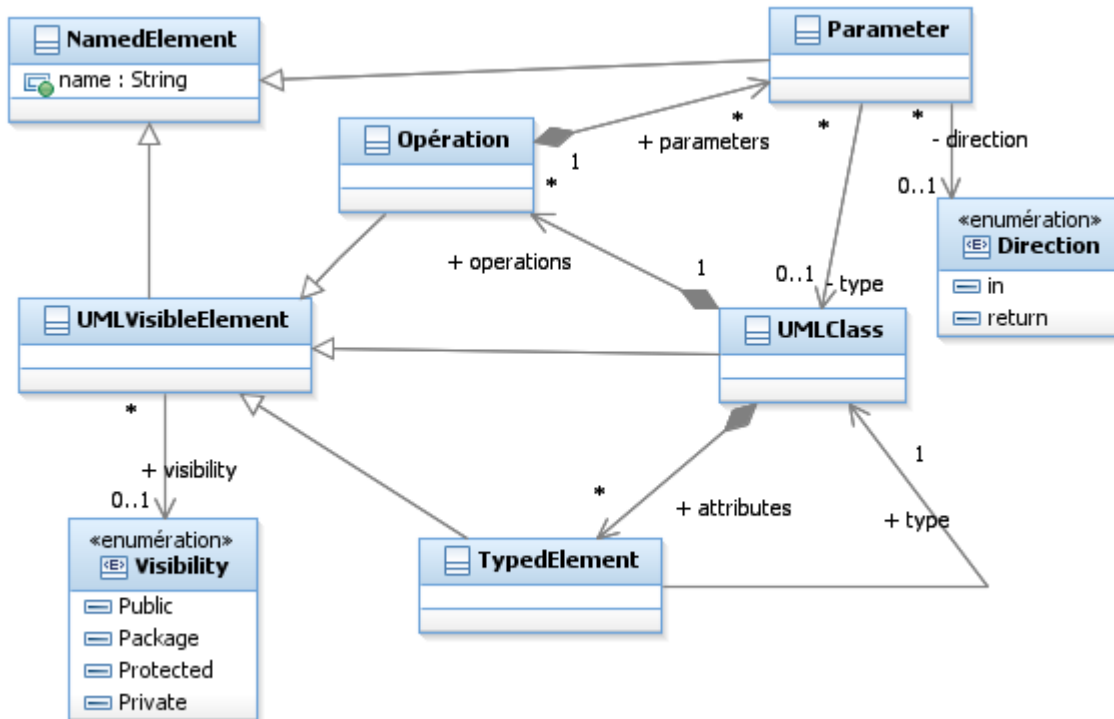 NamedElement
name : String
Parameter
Opération
*
*
*
- direction
+ parameters
1
*
0..1
«enumération»
<E> Direction
in
return
+ operations
1
0..1
- type
UMLVisibleElement
UMLClass
*
+ visibility
0..1
*
+ attributes
1
+ type
«enumération»
<E> Visibility
Public
Package
Protected
Private
TypedElement